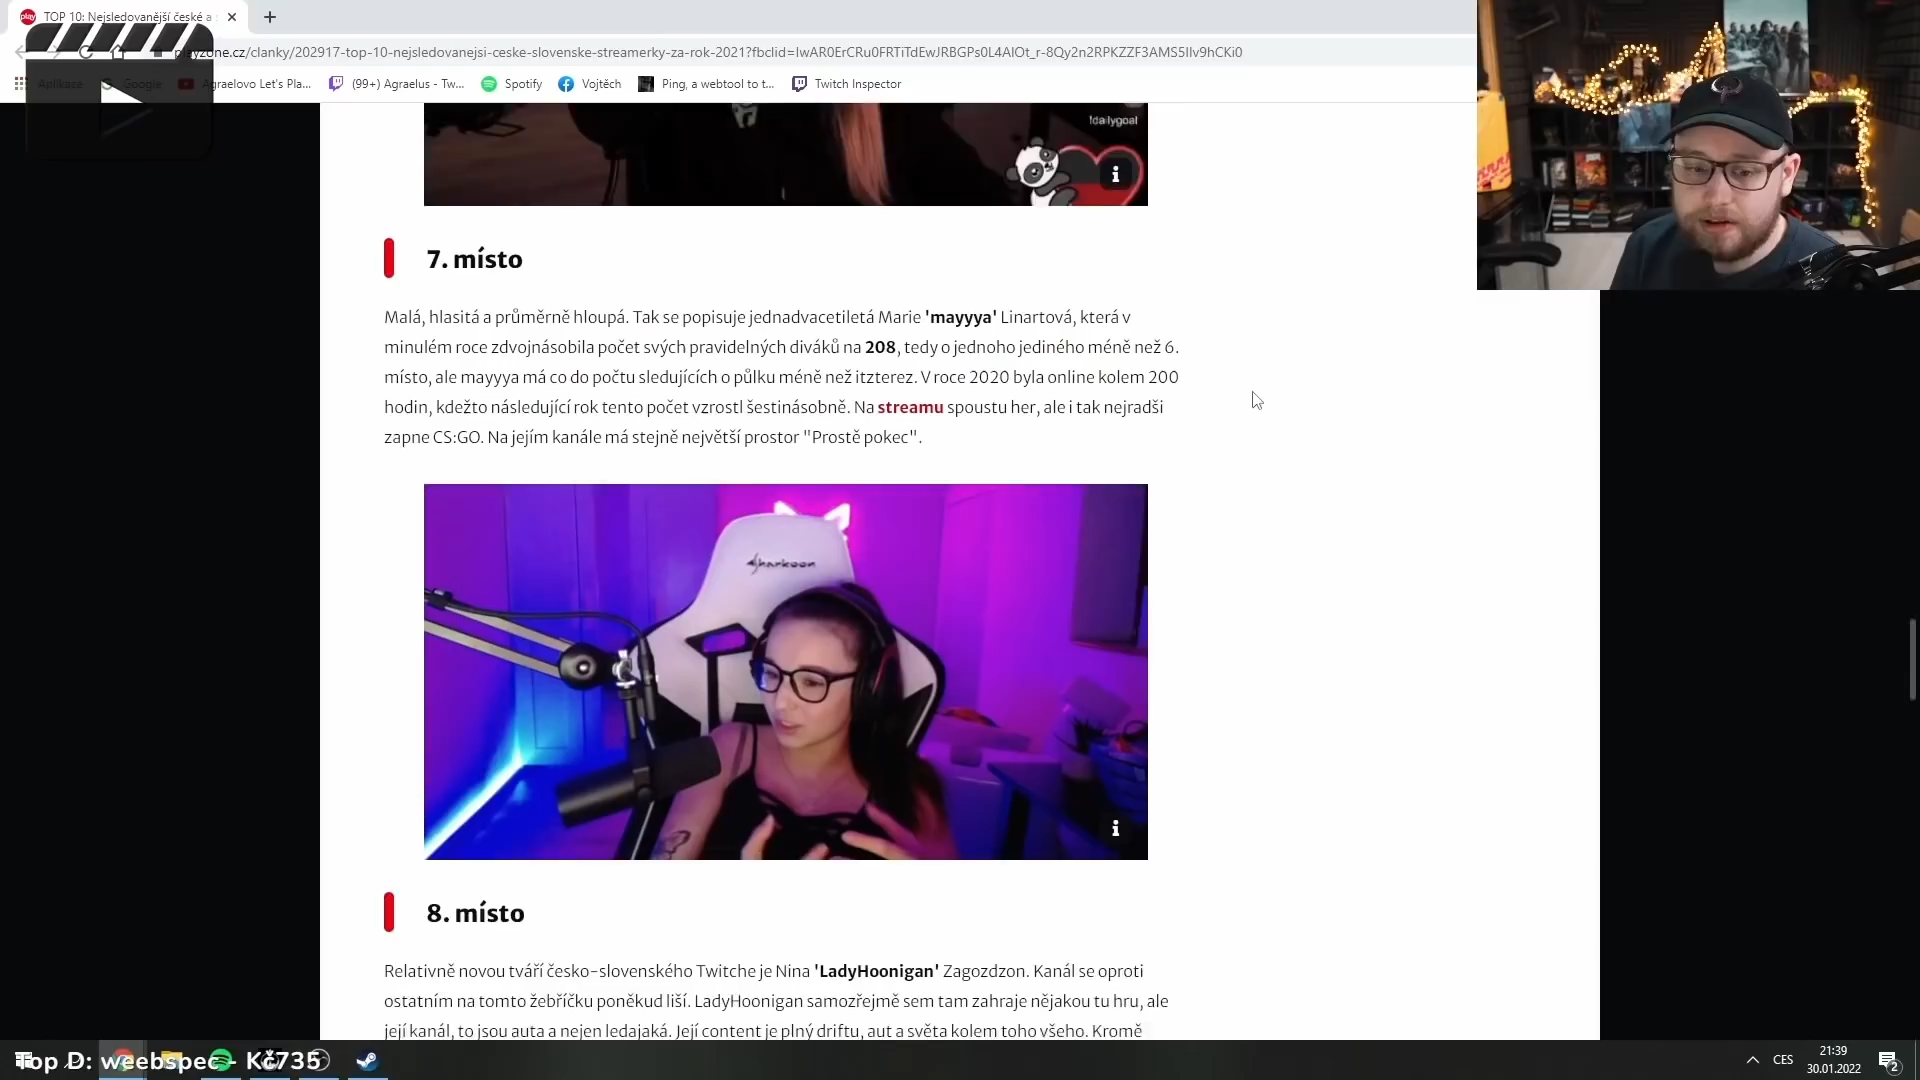 TOP 10: Nejsledovanější české a s
playzone.cz/clanky/202917-top-10-nejsledovanejsi-ceske-slovenske-streamerky-za-rok-2021?fbclid=IwAR0ErCRu0FRTiTdEwJRBGPs0L4AlOt_r-8Qy2n2RPKZZF3AMS5IIv9hCKi0
Aplikace Google Agraelovo Let's Pla... (99+) Agraelus - Tw... Spotify Vojtěch Ping, a webtool to t... Twitch Inspector
!dailygoal
7. místo
Malá, hlasitá a průměrně hloupá. Tak se popisuje jednadvacetiletá Marie 'mayyya' Linartová, která v
minulém roce zdvojnásobila počet svých pravidelných diváků na 208, tedy o jednoho jediného méně než 6.
místo, ale mayyya má co do počtu sledujících o půlku méně než itzterez. V roce 2020 byla online kolem 200
hodin, kdežto následující rok tento počet vzrostl šestinásobně. Na streamu spoustu her, ale i tak nejradši
zapne CS:GO. Na jejím kanále má stejně největší prostor "Prostě pokec".
sharkoon
8. místo
Relativně novou tváří česko-slovenského Twitche je Nina 'LadyHoonigan' Zagozdzon. Kanál se oproti
ostatním na tomto žebříčku poněkud liší. LadyHoonigan samozřejmě sem tam zahraje nějakou tu hru, ale
její kanál, to jsou auta a nejen ledajaká. Její content je plný driftu, aut a světa kolem toho všeho. Kromě
Top D: weebspec - Kč735
CES
21:39
30.01.2022
2